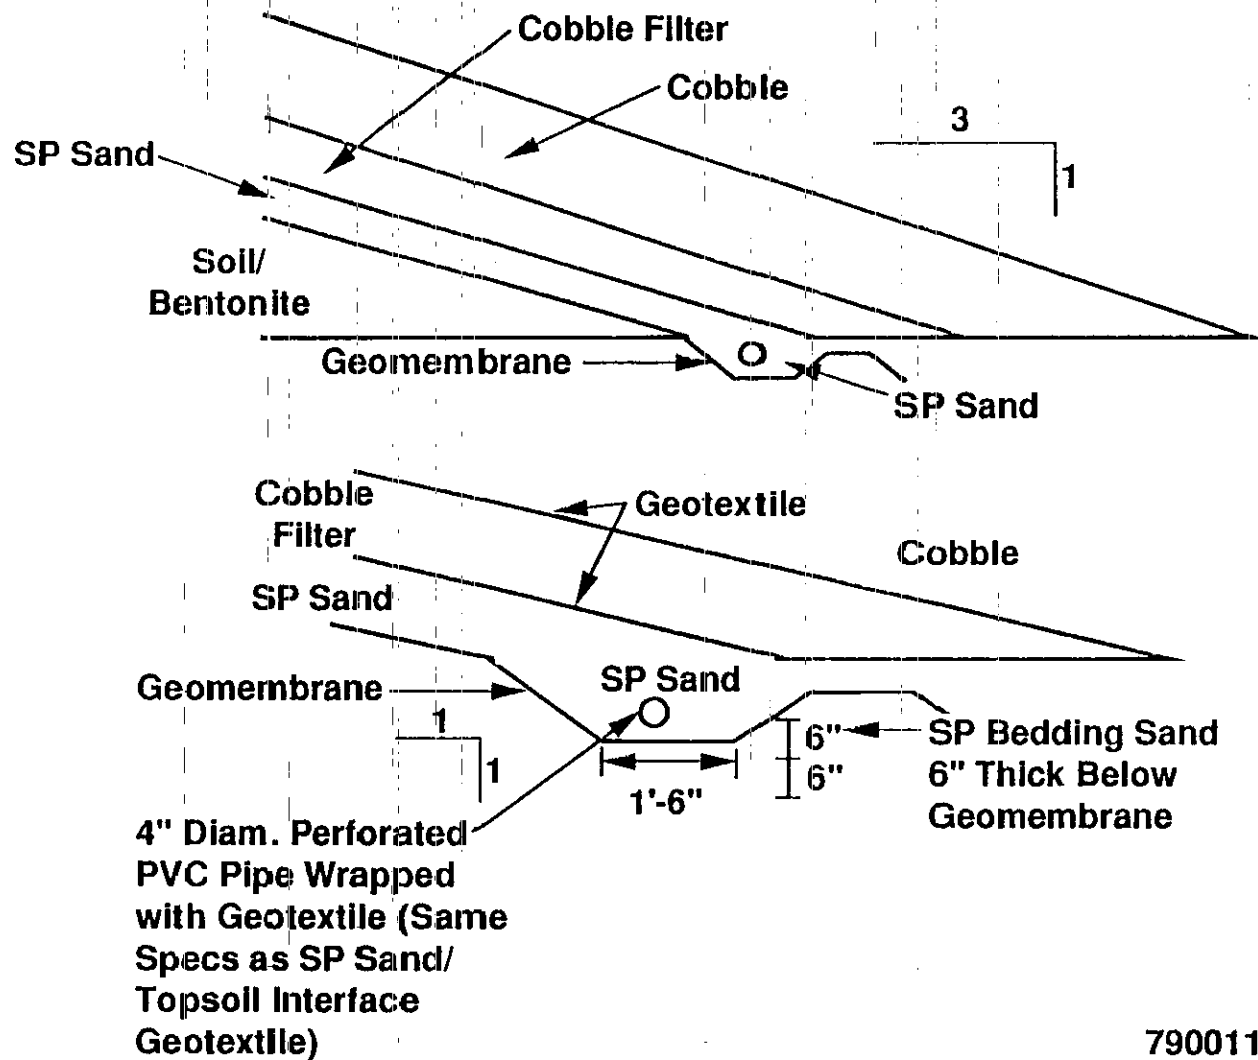 Cobble Filter
Cobble
3
1
SP Sand
Soil/
Bentonite
Geomembrane
SP Sand
Cobble
Filter
Geotextile
Cobble
SP Sand
Geomembrane
SP Sand
1
1
6"
6"
1'-6"
SP Bedding Sand
6" Thick Below
Geomembrane
4" Diam. Perforated
PVC Pipe Wrapped
with Geotextile (Same
Specs as SP Sand/
Topsoil Interface
Geotextile)
790011